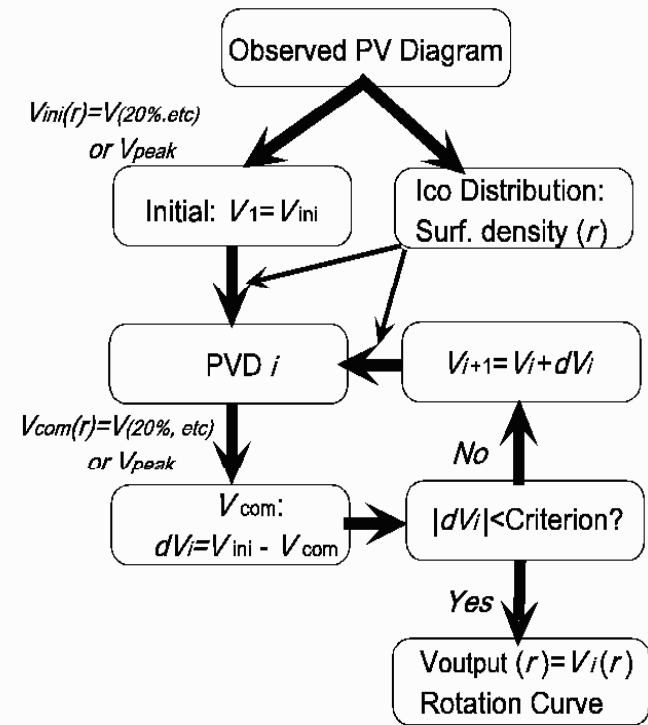 Observed PV Diagram
Vini(r)=V(20%.etc)
or Vpeak
Initial: V1=Vini
Ico Distribution:
Surf. density (r)
PVD i
Vi+1=Vi+dVi
Vcom(r)=V(20%, etc)
or Vpeak
No
Vcom:
dVi=Vini - Vcom
|dVi|<Criterion?
Yes
Voutput (r)=Vi(r)
Rotation Curve